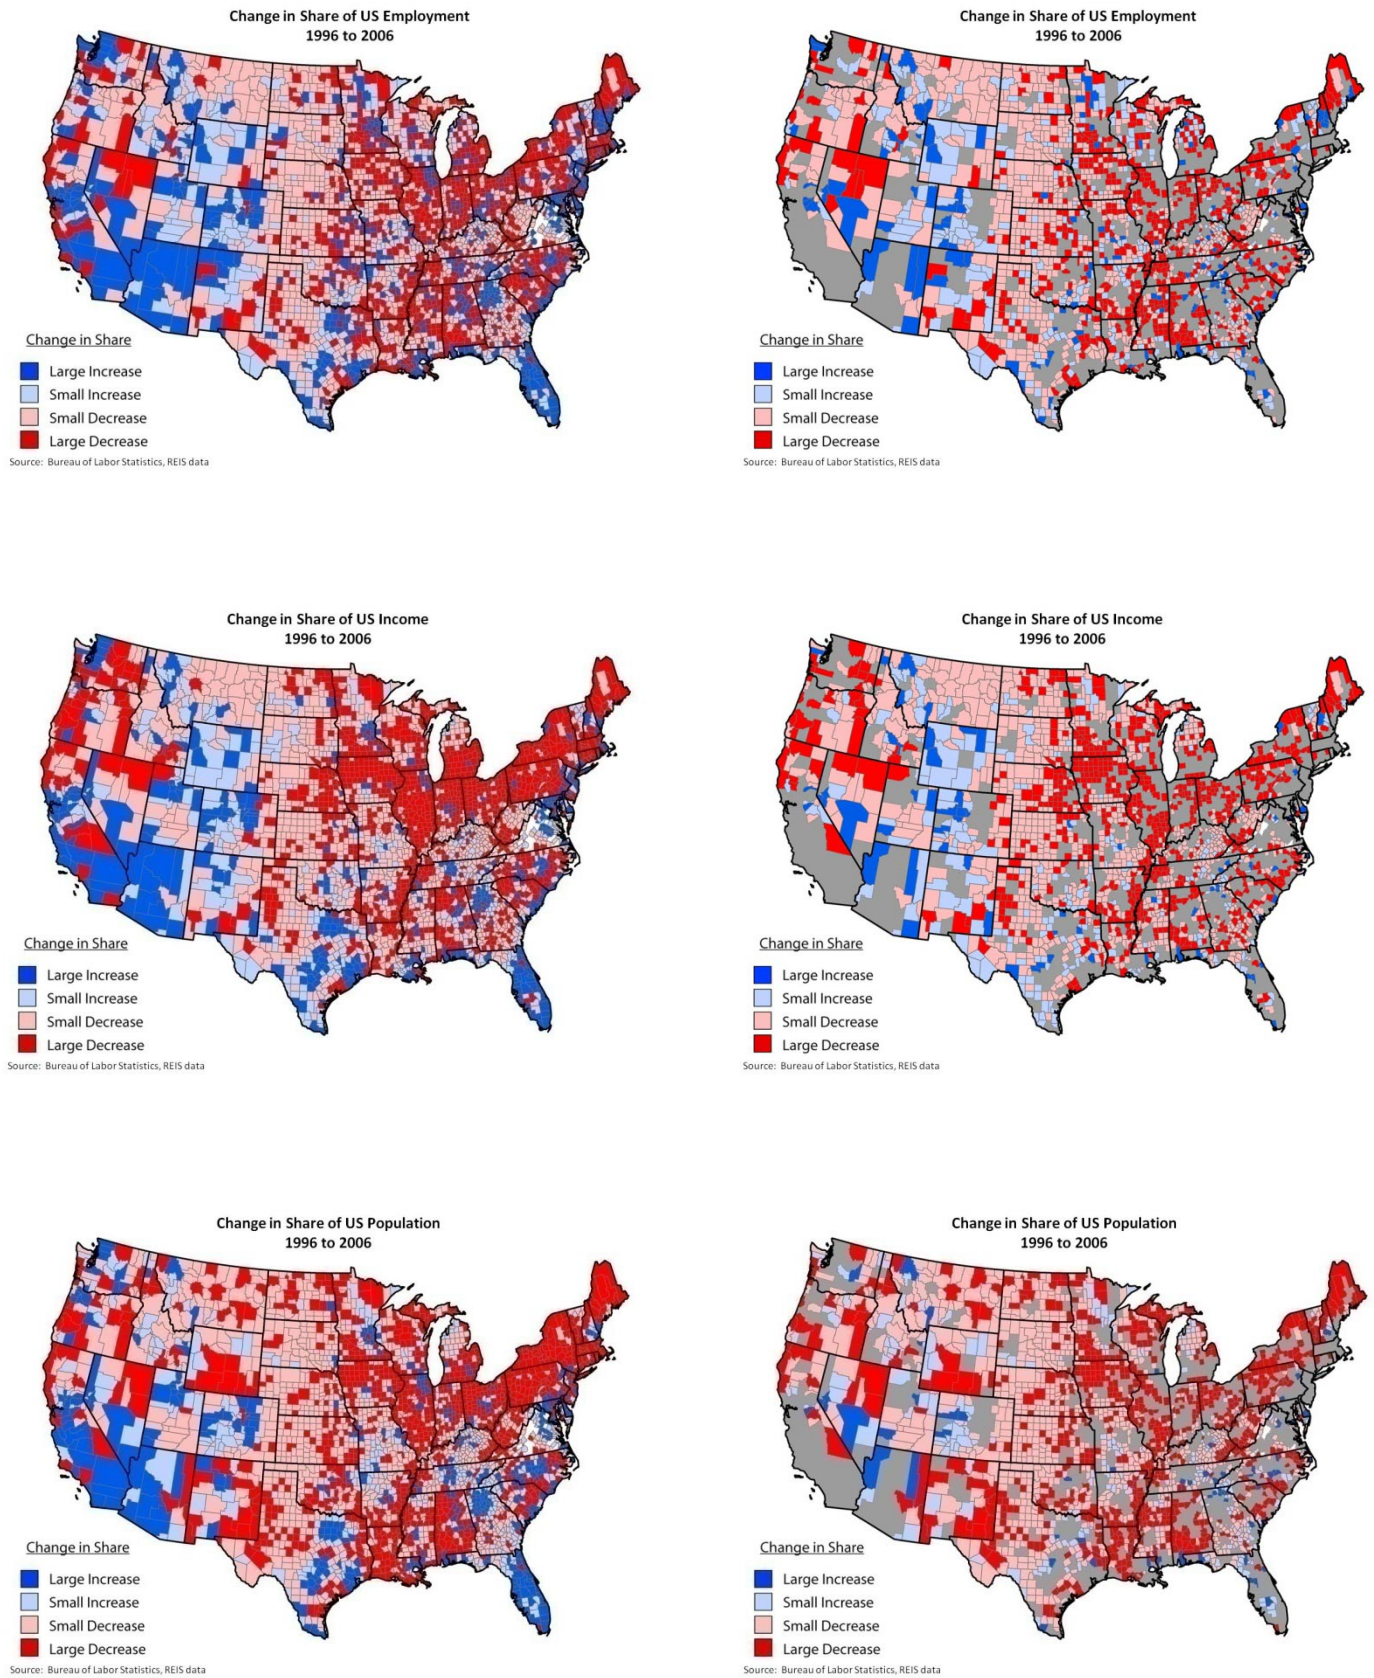 Change in Share of US Employment
1996 to 2006
Change in Share
Large Increase
Small Increase
Small Decrease
Large Decrease
Source: Bureau of Labor Statistics, REIS data
Change in Share of US Employment
1996 to 2006
Change in Share
Large Increase
Small Increase
Small Decrease
Large Decrease
Source: Bureau of Labor Statistics, REIS data
Change in Share of US Income
1996 to 2006
Change in Share
Large Increase
Small Increase
Small Decrease
Large Decrease
Source: Bureau of Labor Statistics, REIS data
Change in Share of US Income
1996 to 2006
Change in Share
Large Increase
Small Increase
Small Decrease
Large Decrease
Source: Bureau of Labor Statistics, REIS data
Change in Share of US Population
1996 to 2006
Change in Share
Large Increase
Small Increase
Small Decrease
Large Decrease
Source: Bureau of Labor Statistics, REIS data
Change in Share of US Population
1996 to 2006
Change in Share
Large Increase
Small Increase
Small Decrease
Large Decrease
Source: Bureau of Labor Statistics, REIS data